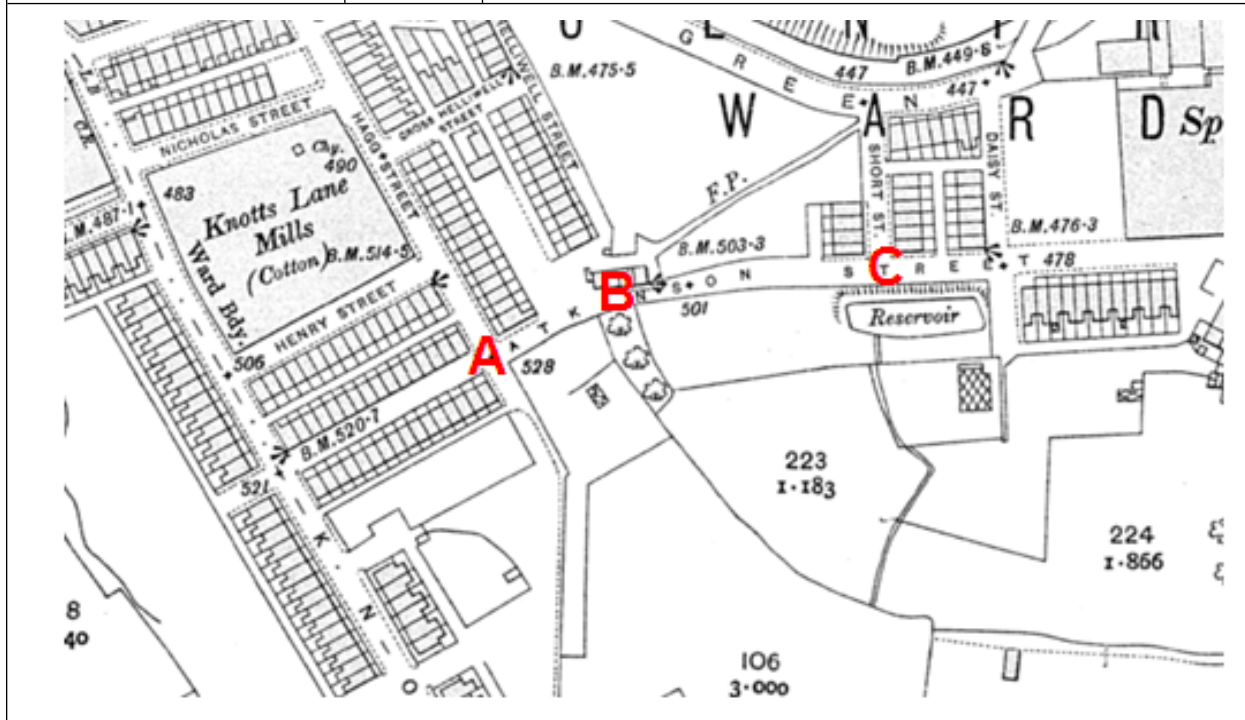 W A R D
G R E E N
B.M.475·5
447
B.M.449·8
447
L.B
NICHOLAS STREET
HAGG STREET
CROSS HELLIWELL STREET
HELLIWELL STREET
Chy.
490
483
Knotts Lane
Mills
(Cotton)
B.M.514·5
Ward Bdy.
B.M.487·1
HENRY STREET
506
F.P.
SHORT ST.
DAISY ST.
Sp
B.M.503·3
B.M.476·3
ATKINSON STREET
A
B
C
528
501
478
Reservoir
B.M.520·7
521
K N O
223
1·183
224
1·866
8
40
106
3·000